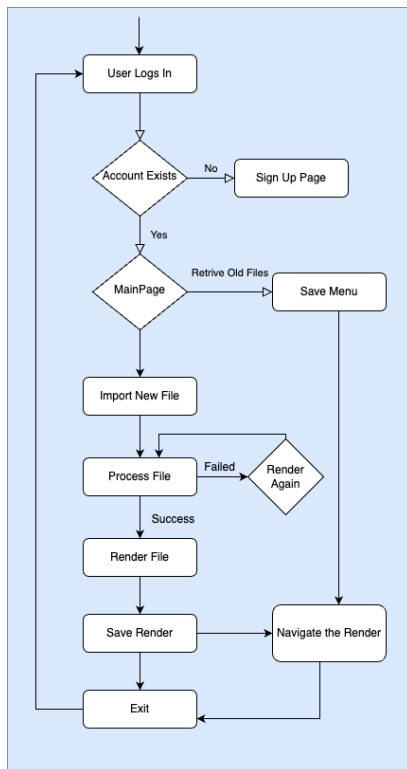 User Logs In
Account Exists
No
Sign Up Page
Yes
MainPage
Retrive Old Files
Save Menu
Import New File
Process File
Failed
Render
Again
Success
Render File
Save Render
Navigate the Render
Exit